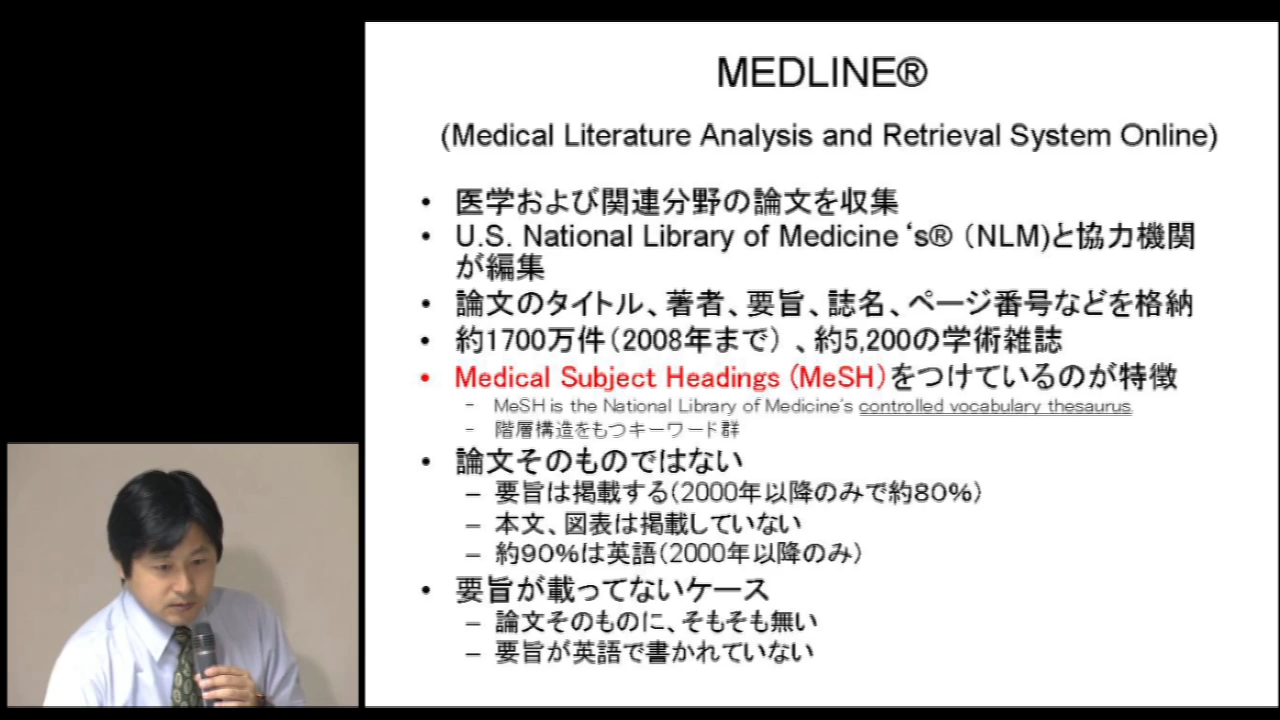 MEDLINE®
(Medical Literature Analysis and Retrieval System Online)
• 医学および関連分野の論文を収集
• U.S. National Library of Medicine‘s® (NLM)と協力機関
が編集
• 論文のタイトル、著者、要旨、誌名、ページ番号などを格納
• 約1700万件(2008年まで) 、約5,200の学術雑誌
• Medical Subject Headings (MeSH)をつけているのが特徴
－ MeSH is the National Library of Medicine's controlled vocabulary thesaurus.
－ 階層構造をもつキーワード群
• 論文そのものではない
– 要旨は掲載する(2000年以降のみで約80%)
– 本文、図表は掲載していない
– 約90%は英語(2000年以降のみ)
• 要旨が載ってないケース
– 論文そのものに、そもそも無い
– 要旨が英語で書かれていない